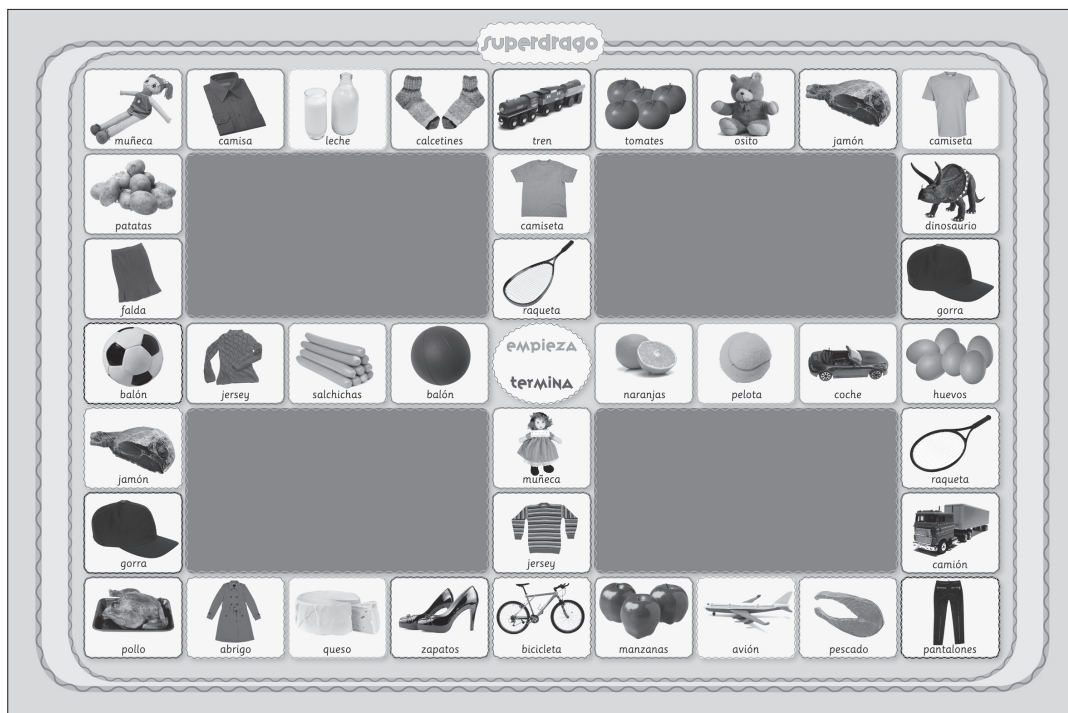 superdrago
muñeca camisa leche calcetines tren tomates osito jamón camiseta
patatas camiseta dinosaurio
falda raqueta gorra
empieza
termina
balón jersey salchichas balón naranjas pelota coche huevos
jamón muñeca raqueta
gorra jersey camión
pollo abrigo queso zapatos bicicleta manzanas avión pescado pantalones